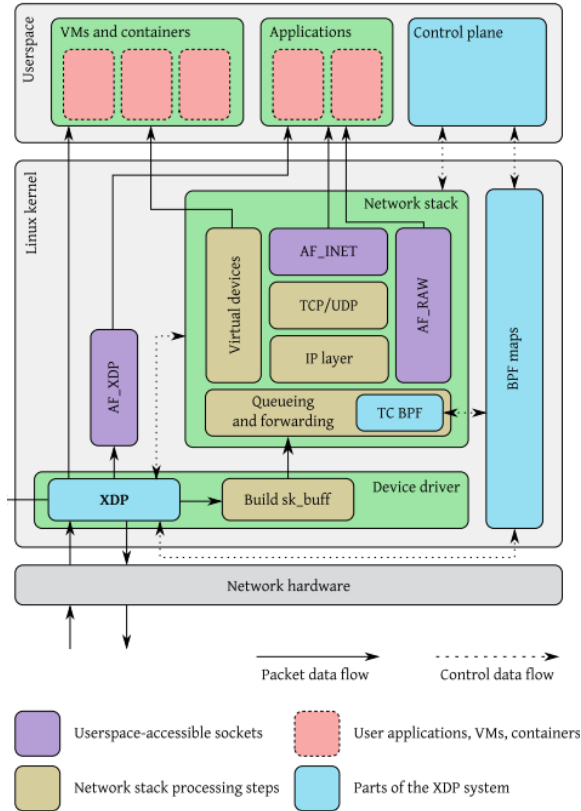 Userspace
VMs and containers
Applications
Control plane
Linux kernel
Network stack
Virtual devices
AF_INET
TCP/UDP
IP layer
AF_RAW
BPF maps
AF_XDP
Queueing
and forwarding
TC BPF
Device driver
XDP
Build sk_buff
Network hardware
Packet data flow
Control data flow
Userspace-accessible sockets
User applications, VMs, containers
Network stack processing steps
Parts of the XDP system